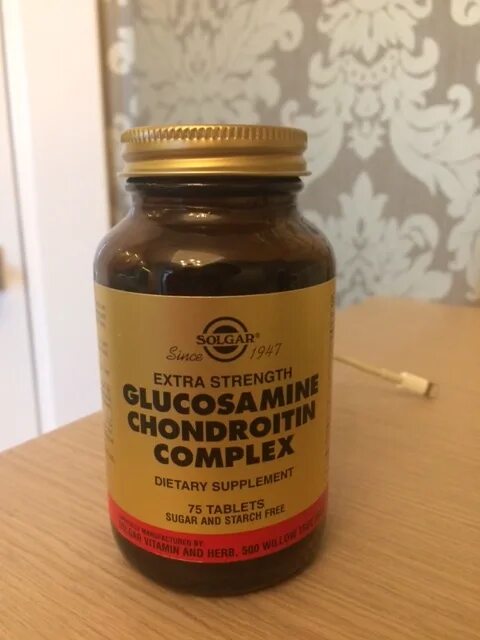 SOLGAR®
Since 1947
EXTRA STRENGTH
GLUCOSAMINE
CHONDROITIN
COMPLEX
DIETARY SUPPLEMENT
75 TABLETS
SUGAR AND STARCH FREE
MANUFACTURED BY:
SOLGAR VITAMIN AND HERB, 500 WILLOW